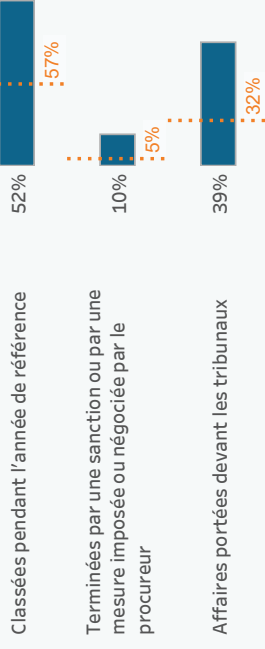 Classées pendant l'année de référence
52%
57%
Terminées par une sanction ou par une
mesure imposée ou négociée par le
procureur
10%
5%
Affaires portées devant les tribunaux
39%
32%